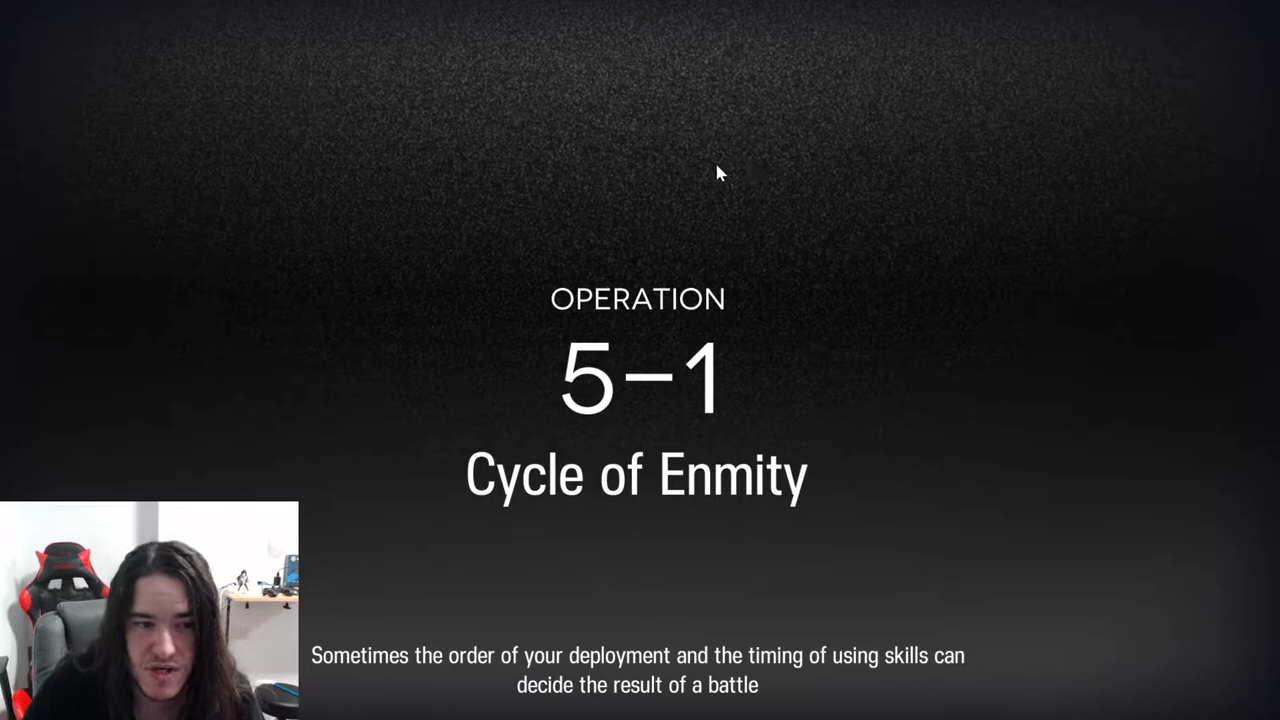 OPERATION
5-1
Cycle of Enmity
Sometimes the order of your deployment and the timing of using skills can
decide the result of a battle